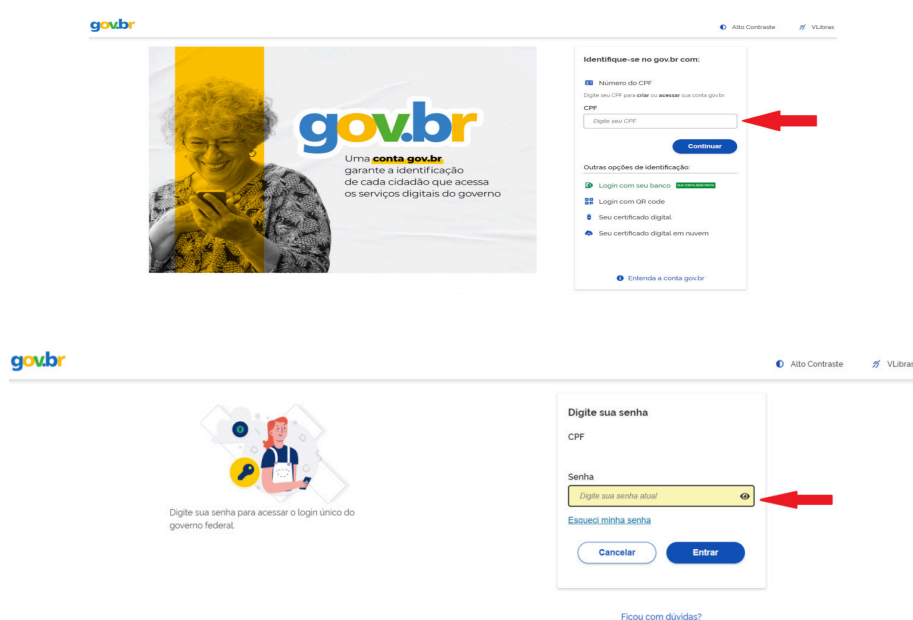 gov.br
Alto Contraste
VLibras
gov.br
Uma conta gov.br
garante a identificação
de cada cidadão que acessa
os serviços digitais do governo
Identifique-se no gov.br com:
Número do CPF
Digite seu CPF para criar ou acessar sua conta gov.br
CPF
Digite seu CPF
Continuar
Outras opções de identificação:
Login com seu banco
Login com QR code
Seu certificado digital
Seu certificado digital em nuvem
Entenda a conta gov.br
gov.br
Alto Contraste
VLibras
Digite sua senha para acessar o login único do
governo federal.
Digite sua senha
CPF
Senha
Digite sua senha atual
Esqueci minha senha
Cancelar
Entrar
Ficou com dúvidas?